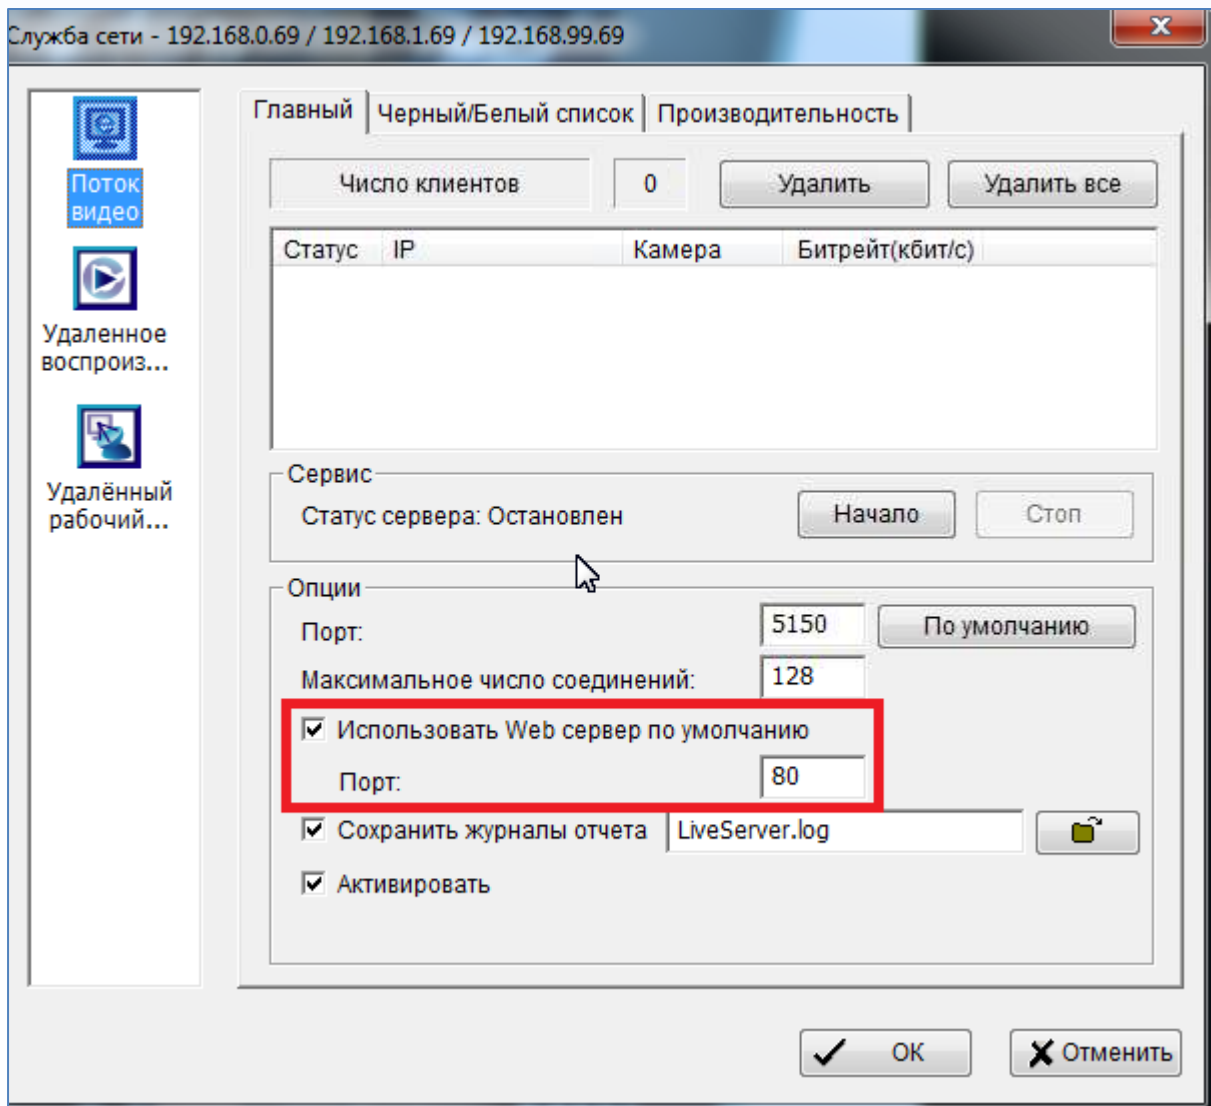 Служба сети - 192.168.0.69 / 192.168.1.69 / 192.168.99.69
Поток
видео
Удаленное
воспроиз...
Удалённый
рабочий...
Главный Черный/Белый список Производительность
Число клиентов 0 Удалить Удалить все
Статус IP Камера Битрейт(кбит/с)
Сервис
Статус сервера: Остановлен Начало Стоп
Опции
Порт: 5150 По умолчанию
Максимальное число соединений: 128
Использовать Web сервер по умолчанию
Порт: 80
Сохранить журналы отчета LiveServer.log
Активировать
OK Отменить